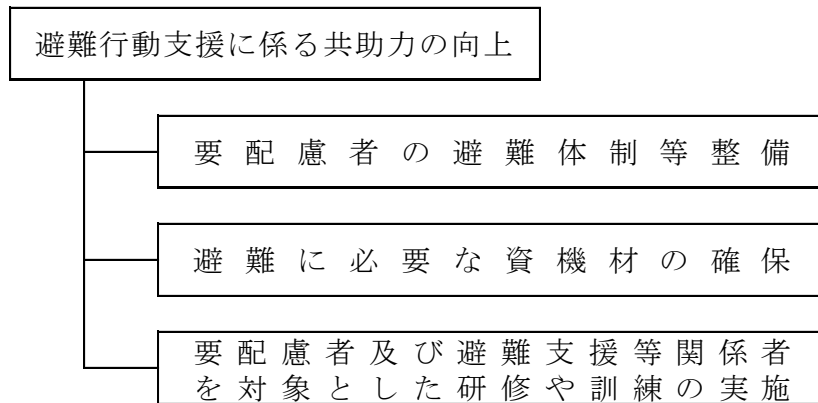 避難行動支援に係る共助力の向上
要配慮者の避難体制等整備
避難に必要な資機材の確保
要配慮者及び避難支援等関係者
を対象とした研修や訓練の実施